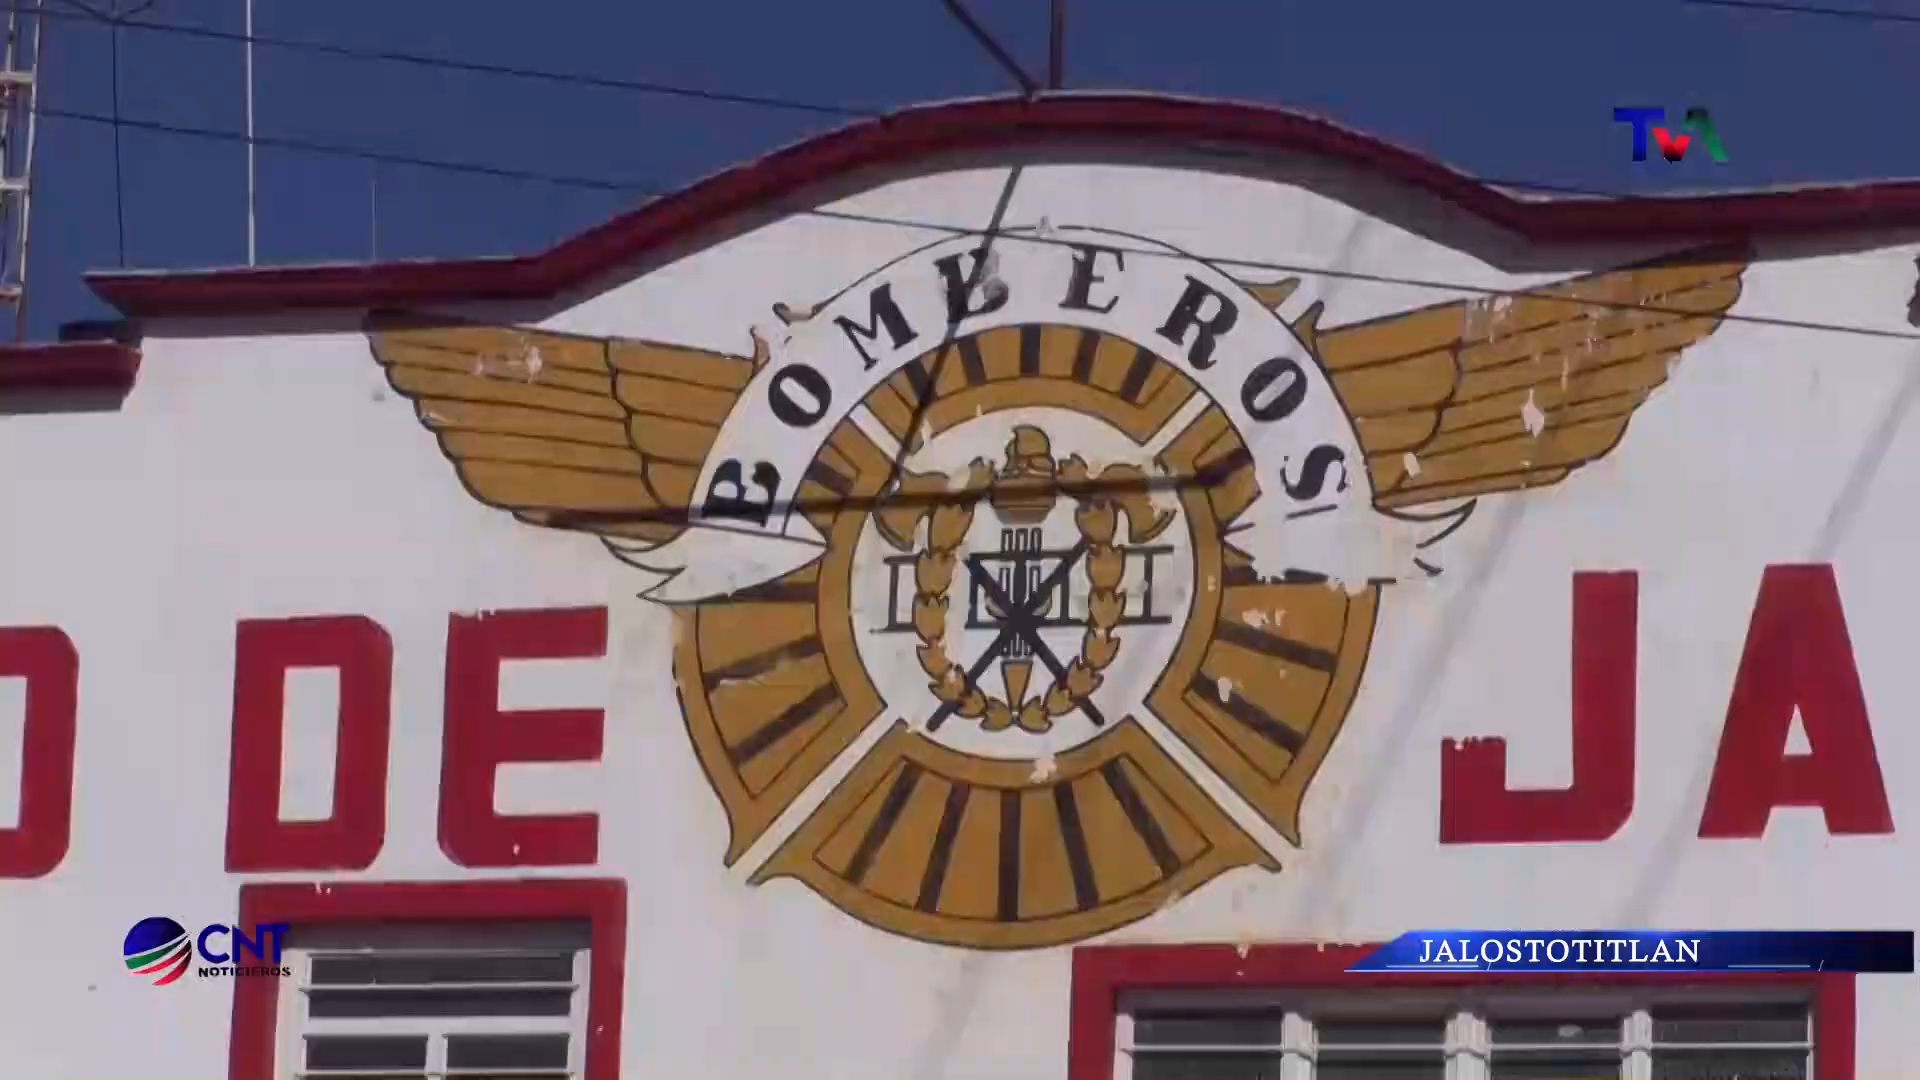 TVA
BOMBEROS
DE JA
CNT
NOTICIEROS
JALOSTOTITLAN